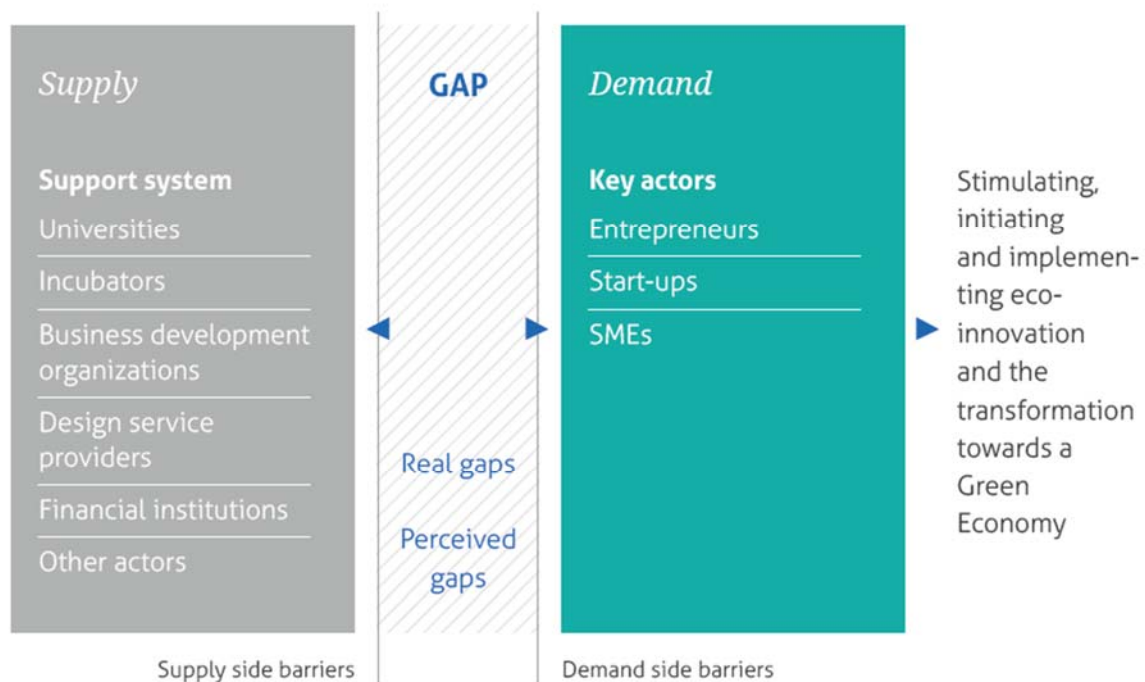 Supply
Support system
Universities
Incubators
Business development
organizations
Design service
providers
Financial institutions
Other actors
Supply side barriers
GAP
Real gaps
Perceived
gaps
Demand
Key actors
Entrepreneurs
Start-ups
SMEs
Demand side barriers
Stimulating,
initiating
and implemen-
ting eco-
innovation
and the
transformation
towards a
Green
Economy